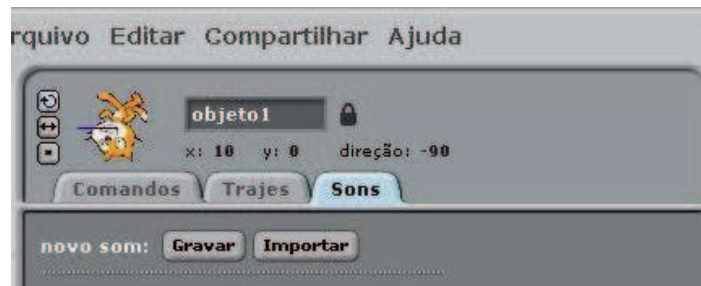 rquivo Editar Compartilhar Ajuda
objeto1
x: 10 y: 0 direção: -90
Comandos Trajes Sons
novo som: Gravar Importar